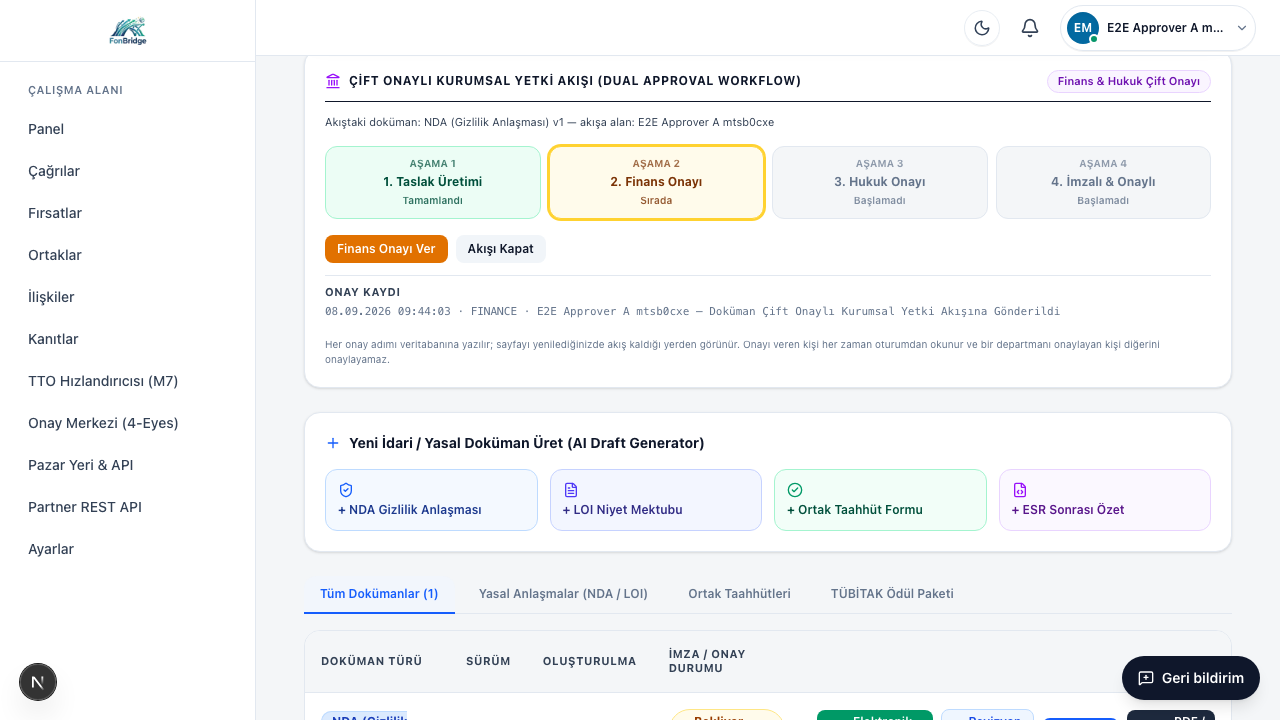 FonBridge
EM
E2E Approver A m...
ÇALIŞMA ALANI
Panel
Çağrılar
Fırsatlar
Ortaklar
İlişkiler
Kanıtlar
TTO Hızlandırıcısı (M7)
Onay Merkezi (4-Eyes)
Pazar Yeri & API
Partner REST API
Ayarlar
N
ÇİFT ONAYLI KURUMSAL YETKİ AKIŞI (DUAL APPROVAL WORKFLOW)
Finans & Hukuk Çift Onayı
Akıştaki doküman: NDA (Gizlilik Anlaşması) v1 — akışa alan: E2E Approver A mtsb0cxe
AŞAMA 1
1. Taslak Üretimi
Tamamlandı
AŞAMA 2
2. Finans Onayı
Sırada
AŞAMA 3
3. Hukuk Onayı
Başlamadı
AŞAMA 4
4. İmzalı & Onaylı
Başlamadı
Finans Onayı Ver
Akışı Kapat
ONAY KAYDI
08.09.2026 09:44:03 · FINANCE · E2E Approver A mtsb0cxe — Doküman Çift Onaylı Kurumsal Yetki Akışına Gönderildi
Her onay adımı veritabanına yazılır; sayfayı yenilediğinizde akış kaldığı yerden görünür. Onayı veren kişi her zaman oturumdan okunur ve bir departmanı onaylayan kişi diğerini
onaylayamaz.
Yeni İdari / Yasal Doküman Üret (AI Draft Generator)
+ NDA Gizlilik Anlaşması
+ LOI Niyet Mektubu
+ Ortak Taahhüt Formu
+ ESR Sonrası Özet
Tüm Dokümanlar (1)
Yasal Anlaşmalar (NDA / LOI)
Ortak Taahhütleri
TÜBİTAK Ödül Paketi
DOKÜMAN TÜRÜ
SÜRÜM
OLUŞTURULMA
İMZA / ONAY
DURUMU
Geri bildirim
NDA (Gizlilik
Bekliyor
Elektronik
Revizyon
PDF /